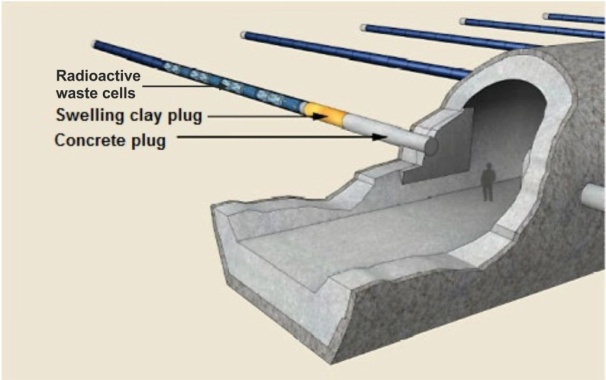 Radioactive
waste cells
Swelling clay plug
Concrete plug